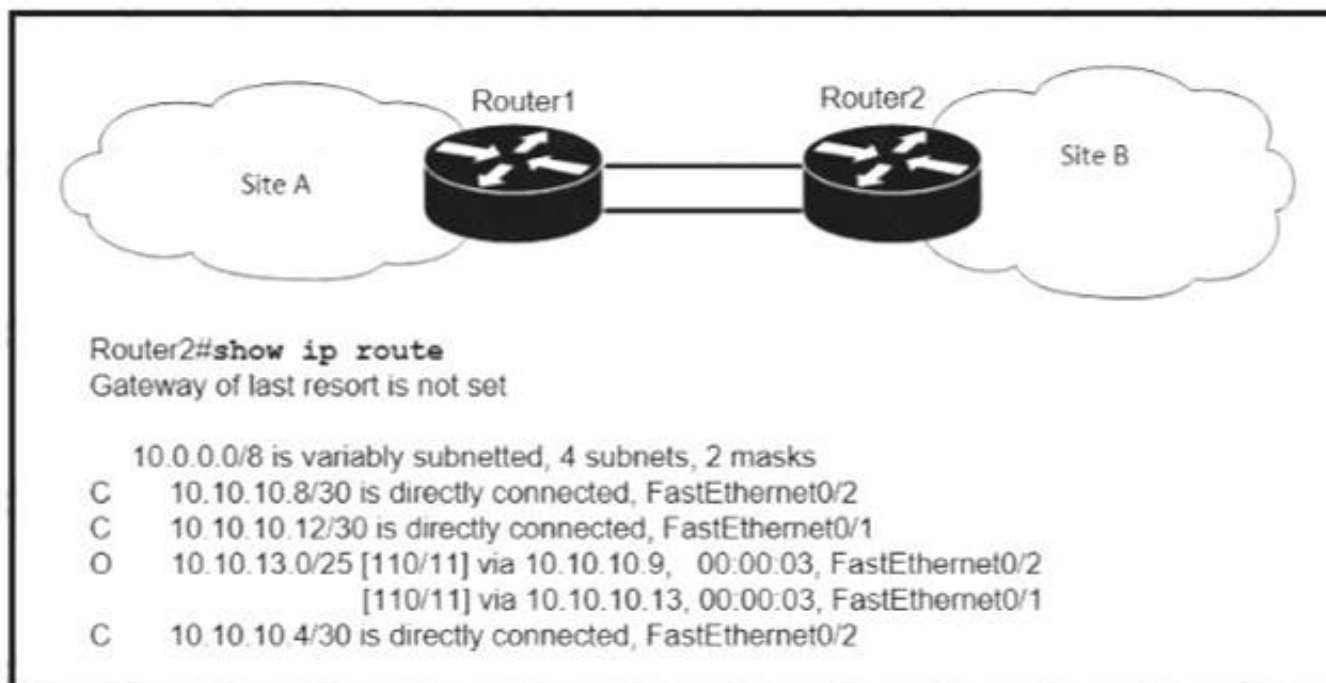 Router1
Router2
Site A
Site B
Router2#show ip route
Gateway of last resort is not set
10.0.0.0/8 is variably subnetted, 4 subnets, 2 masks
C 10.10.10.8/30 is directly connected, FastEthernet0/2
C 10.10.10.12/30 is directly connected, FastEthernet0/1
O 10.10.13.0/25 [110/11] via 10.10.10.9, 00:00:03, FastEthernet0/2
[110/11] via 10.10.10.13, 00:00:03, FastEthernet0/1
C 10.10.10.4/30 is directly connected, FastEthernet0/2